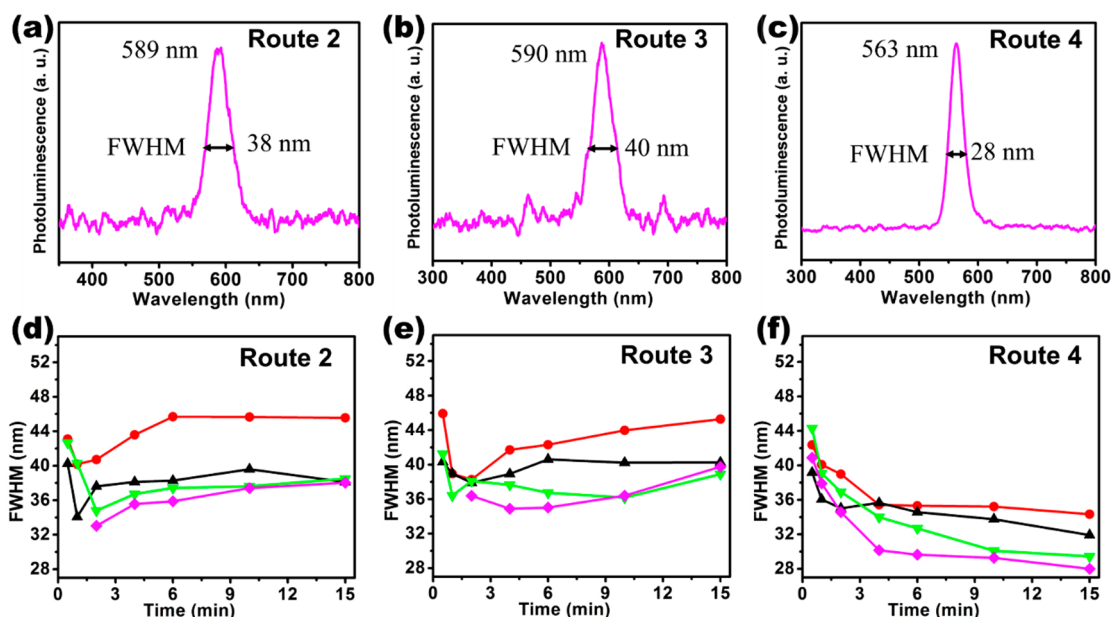 (a)
Route 2
589 nm
FWHM
38 nm
Photoluminescence (a. u.)
400 500 600 700 800
Wavelength (nm)
(b)
Route 3
590 nm
FWHM
40 nm
Photoluminescence (a. u.)
300 400 500 600 700 800
Wavelength (nm)
(c)
Route 4
563 nm
FWHM
28 nm
Photoluminescence (a. u.)
300 400 500 600 700 800
Wavelength (nm)
(d)
Route 2
FWHM (nm)
52
48
44
40
36
32
28
0 3 6 9 12 15
Time (min)
(e)
Route 3
FWHM (nm)
52
48
44
40
36
32
28
0 3 6 9 12 15
Time (min)
(f)
Route 4
FWHM (nm)
52
48
44
40
36
32
28
0 3 6 9 12 15
Time (min)